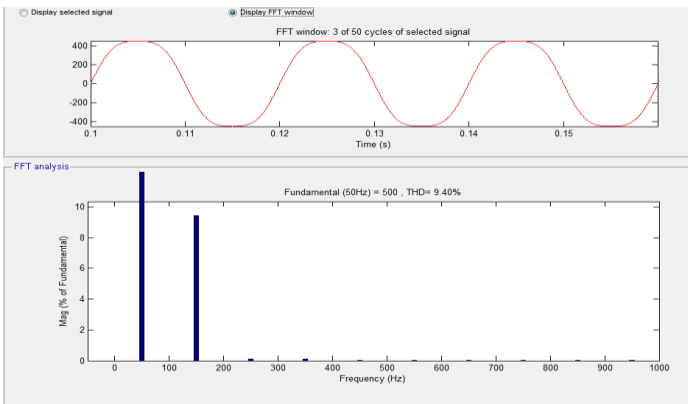 Display selected signal
Display FFT window
FFT window: 3 of 50 cycles of selected signal
400
200
0
-200
-400
0.1 0.11 0.12 0.13 0.14 0.15
Time (s)
FFT analysis
Fundamental (50Hz) = 500 , THD= 9.40%
Mag (% of Fundamental)
10
8
6
4
2
0
0 100 200 300 400 500 600 700 800 900 1000
Frequency (Hz)